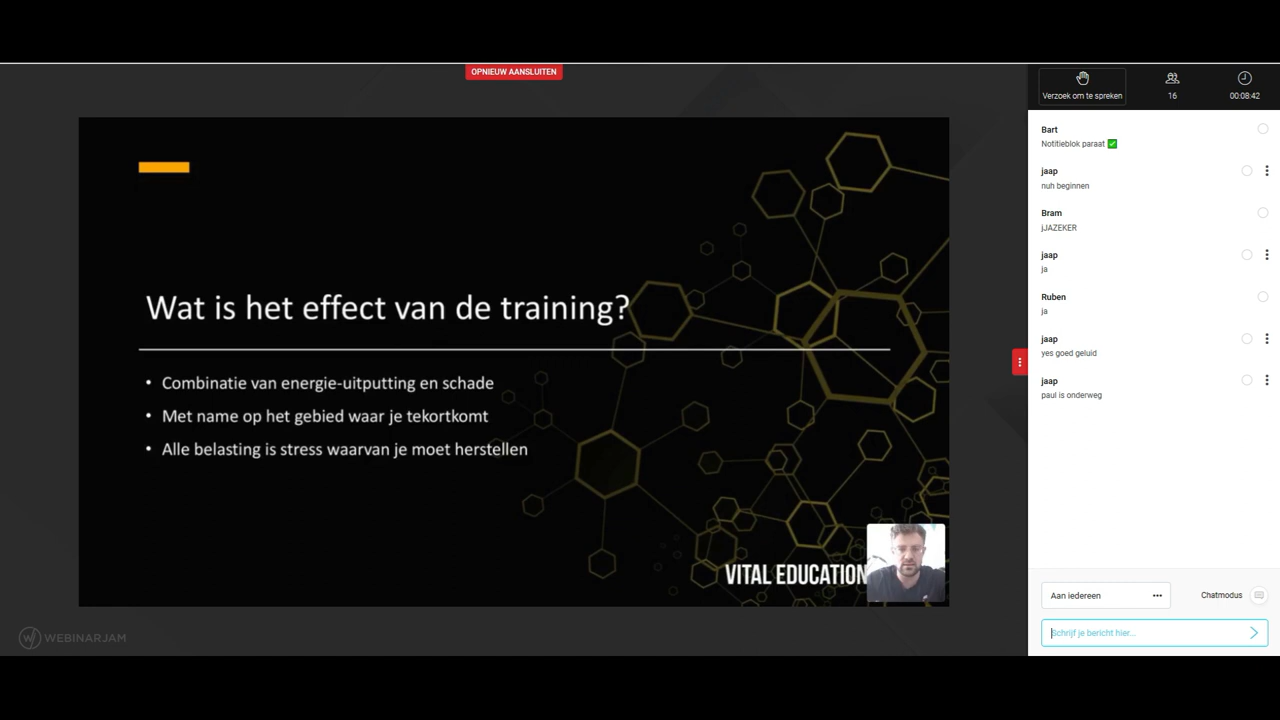 OPNIEUW AANSLUITEN
Verzoek om te spreken
16
00:08:42
Wat is het effect van de training?
• Combinatie van energie-uitputting en schade
• Met name op het gebied waar je tekortkomt
• Alle belasting is stress waarvan je moet herstellen
VITAL EDUCATION
WEBINARJAM
Bart
Notitieblok paraat ✅
jaap
nuh beginnen
Bram
jJAZEKER
jaap
ja
Ruben
ja
jaap
yes goed geluid
jaap
paul is onderweg
Aan iedereen
Chatmodus
Schrijf je bericht hier...